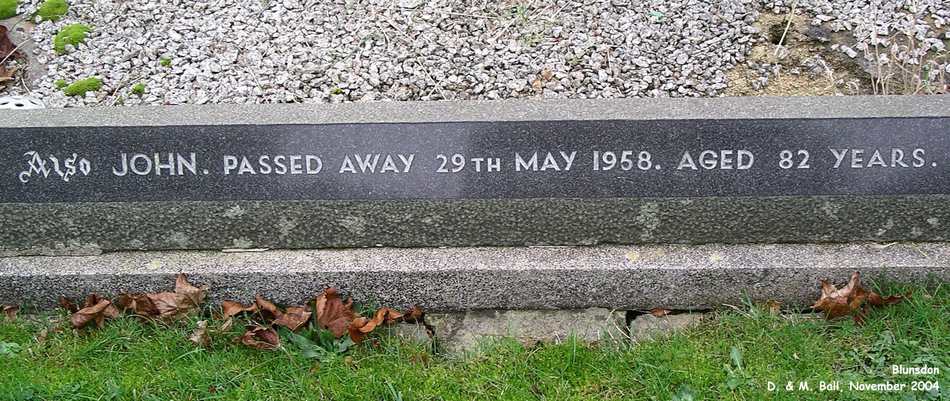 Also JOHN. PASSED AWAY 29TH MAY 1958. AGED 82 YEARS.
Blunsdon
D. & M. Ball, November 2004